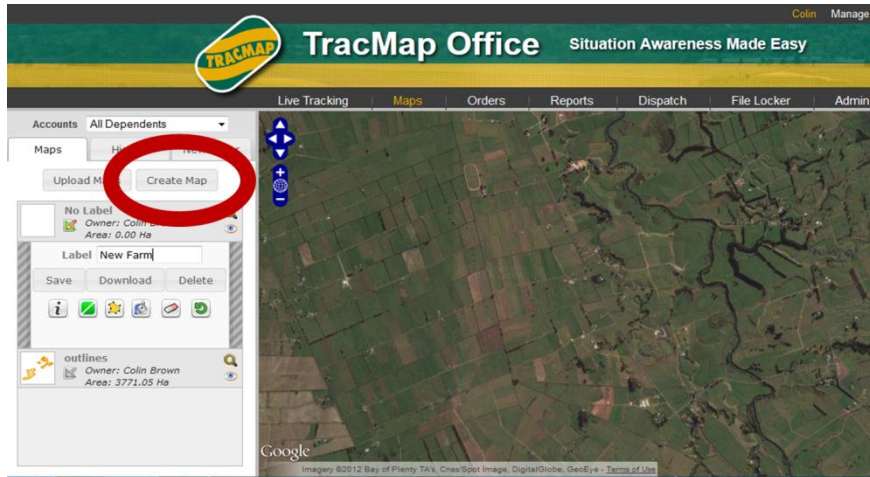 Colin Manage
TRACMAP
TracMap Office Situation Awareness Made Easy
Live Tracking Maps Orders Reports Dispatch File Locker Admin
Accounts All Dependents
Maps
Create Map
Upload
No Label
Owner: Colin
Area: 0.00 Ha
Label New Farm
Save Download Delete
i
outlines
Owner: Colin Brown
Area: 3771.05 Ha
Google
Imagery ©2012 Bay of Plenty TA's, Cnes/Spot Image, DigitalGlobe, GeoEye - Terms of Use